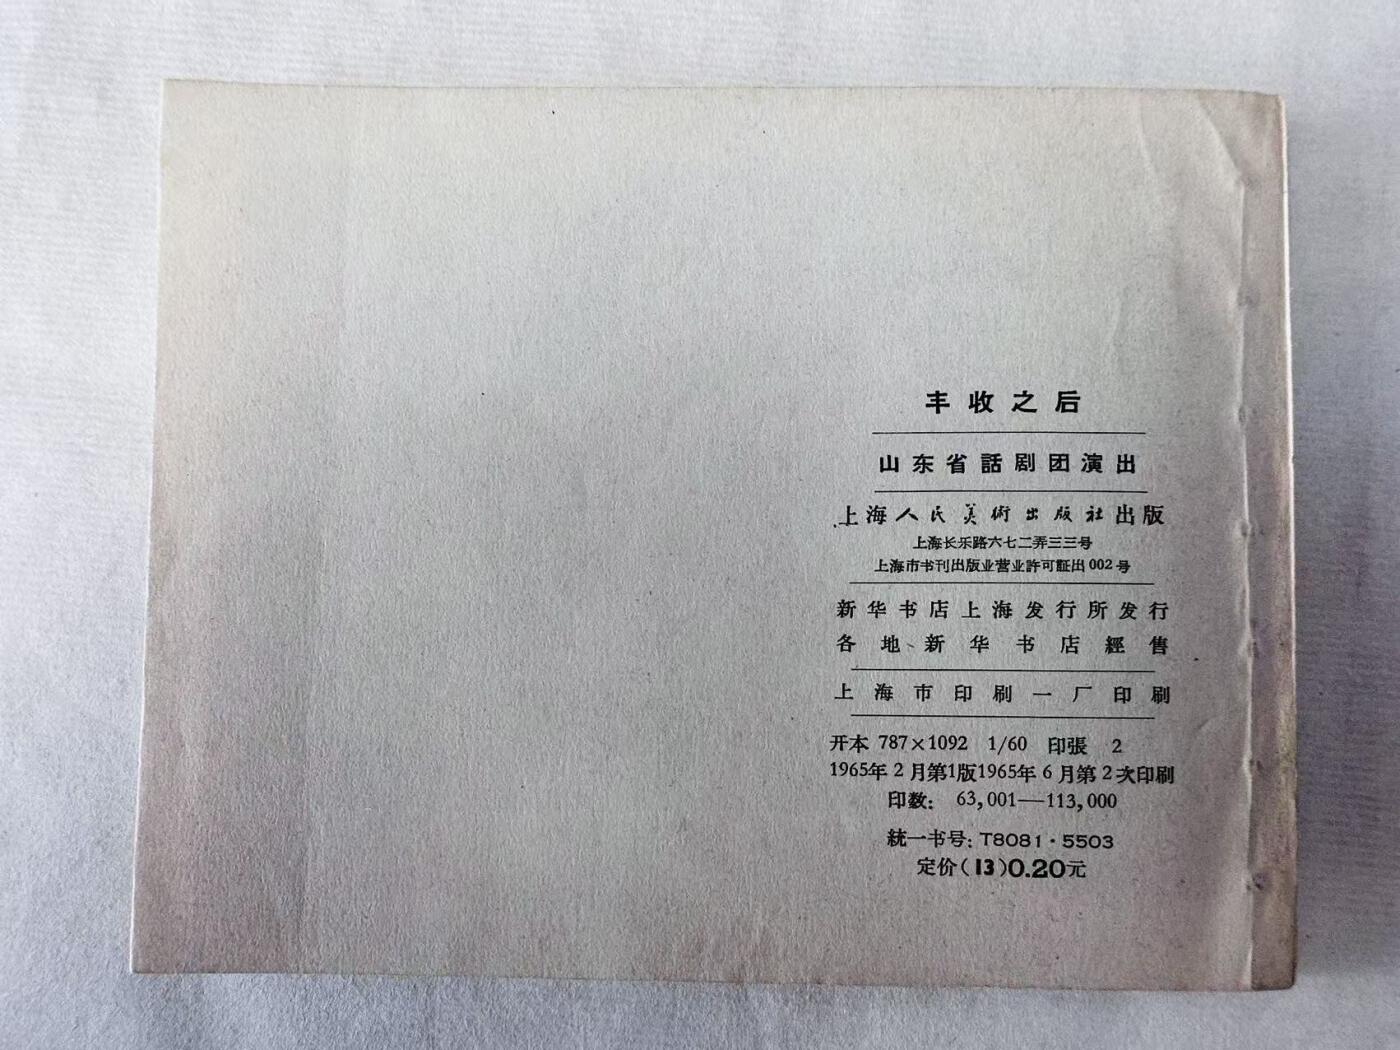 丰收之后
山东省話剧团演出
上海人民美術出版社出版
上海长乐路六七二弄三三号
上海市书刊出版业营业許可証出002号
新华书店上海发行所发行
各地新华书店經售
上海市印刷一厂印刷
开本 787×1092 1/60 印張 2
1965年2月第1版1965年6月第2次印刷
印数: 63,001—113,000
統一书号: T8081·5503
定价(13)0.20元